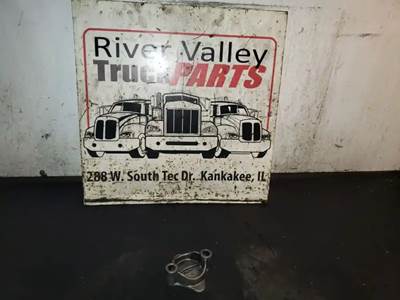 River Valley
TruckPARTS
288 W. South Tec Dr. Kankakee, IL